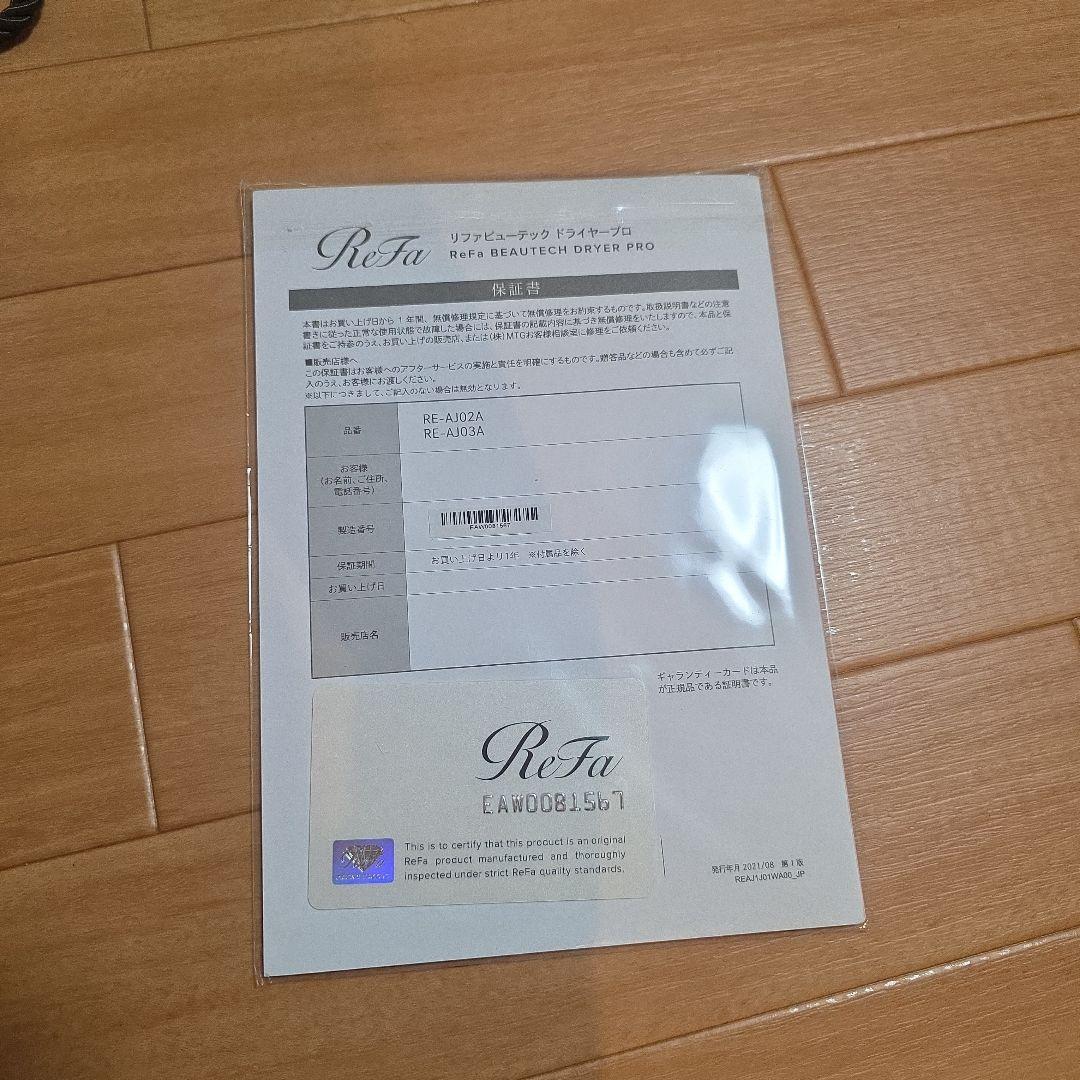 ReFa
リファビューテック ドライヤープロ
ReFa BEAUTECH DRYER PRO
保証書
本書はお買い上げ日から 1 年間、無償修理規定に基づいて無償修理をお約束するものです。取扱説明書などの注意
書きに従った正常な使用状態で故障した場合には、保証書の記載内容に基づき無償修理をいたしますので、本品と保
証書をご持参のうえ、お買い上げの販売店、または(株)MTGお客様相談室に修理をご依頼ください。
■販売店様へ
この保証書はお客様へのアフターサービスの実施と責任を明確にするものです。贈答品などの場合も含めて必ずご記
入のうえ、お客様にお渡しください。
※以下につきまして、ご記入のない場合は無効となります。
品番
RE-AJ02A
RE-AJ03A
お客様
(お名前、ご住所、
電話番号)
製造番号
EAW0081567
保証期間
お買い上げ日より1年 ※付属品を除く
お買い上げ日
販売店名
ギャランティーカードは本品
が正規品である証明書です。
ReFa
EAW0081567
This is to certify that this product is an original
ReFa product manufactured and thoroughly
inspected under strict ReFa quality standards.
発行年月 2021/08 第1版
REAJ1J01WA00_JP